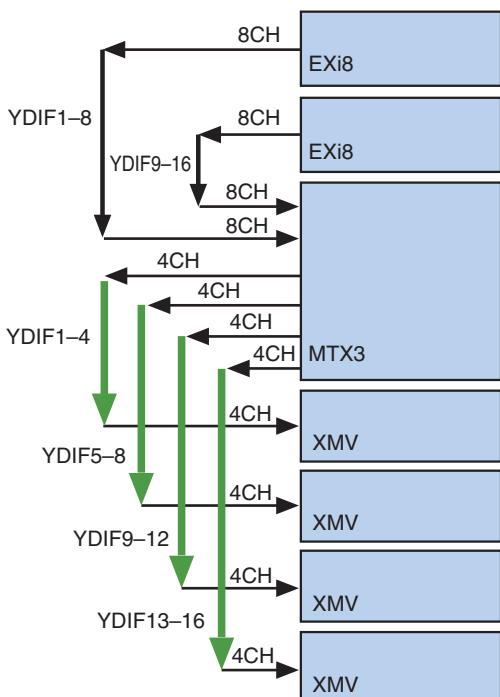 8CH
EXi8
YDIF1–8
8CH
EXi8
YDIF9–16
8CH
8CH
4CH
4CH
4CH
4CH
MTX3
YDIF1–4
4CH
XMV
YDIF5–8
4CH
XMV
YDIF9–12
4CH
XMV
YDIF13–16
4CH
XMV